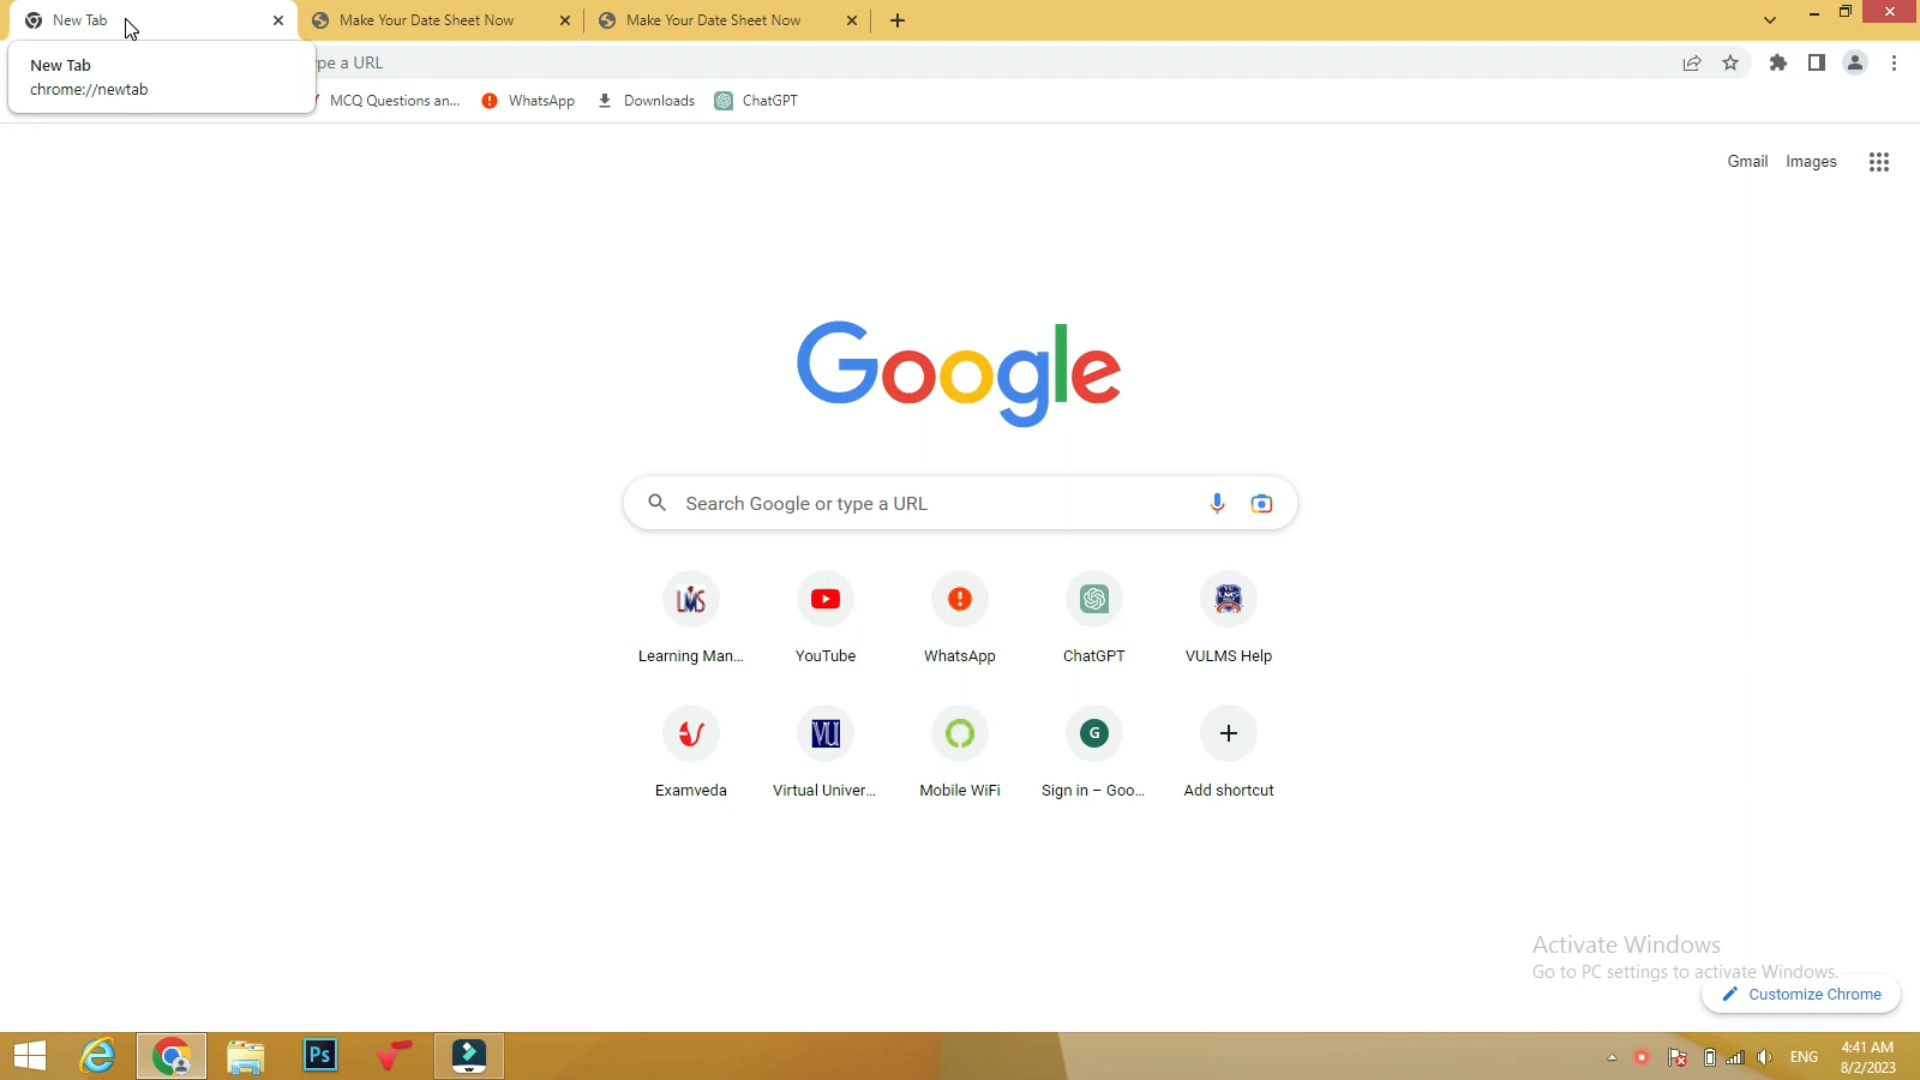 New Tab
Make Your Date Sheet Now
Make Your Date Sheet Now
New Tab
chrome://newtab
pe a URL
MCQ Questions an...
WhatsApp
Downloads
ChatGPT
Gmail
Images
Google
Search Google or type a URL
LMS
Learning Man...
YouTube
WhatsApp
ChatGPT
VULMS Help
VU
G
Examveda
Virtual Univer...
Mobile WiFi
Sign in – Goo...
Add shortcut
Activate Windows
Go to PC settings to activate Windows.
Customize Chrome
Ps
ENG
4:41 AM
8/2/2023